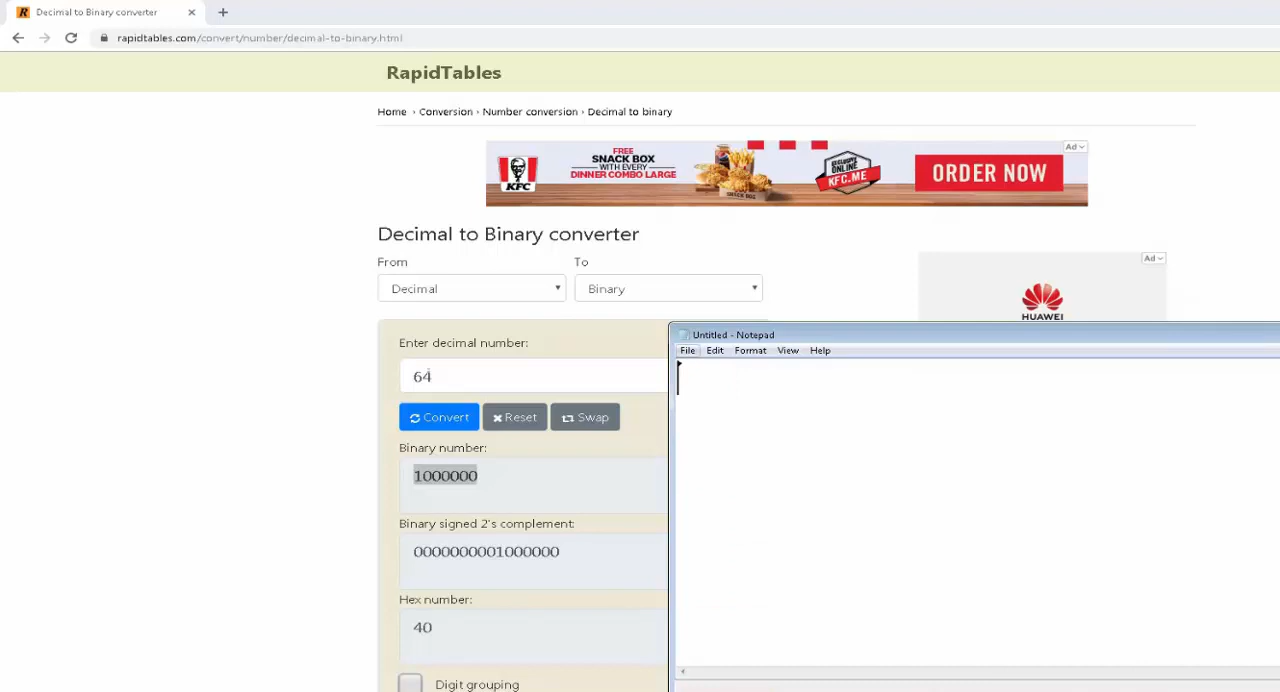 Decimal to Binary converter
rapidtables.com/convert/number/decimal-to-binary.html
RapidTables
Home › Conversion › Number conversion › Decimal to binary
KFC
FREE
SNACK BOX
WITH EVERY
DINNER COMBO LARGE
SNACK BOX
EXCLUSIVE
ONLINE
KFC.ME
ORDER NOW
Ad
Decimal to Binary converter
From To
Decimal Binary
Ad
HUAWEI
Enter decimal number:
64
Convert Reset Swap
Binary number:
1000000
Binary signed 2's complement:
0000000001000000
Hex number:
40
Digit grouping
Untitled - Notepad
File Edit Format View Help